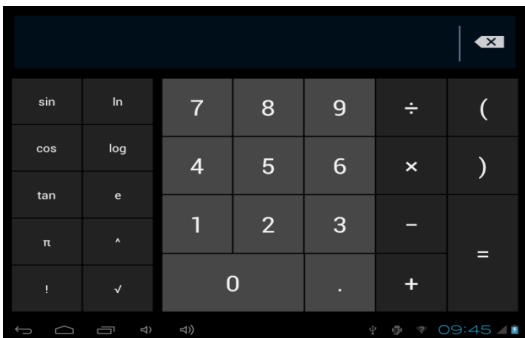 sin ln 7 8 9 ÷ (
cos log 4 5 6 × )
tan e 1 2 3 −
π ^ =
! √ 0 . +
09:45